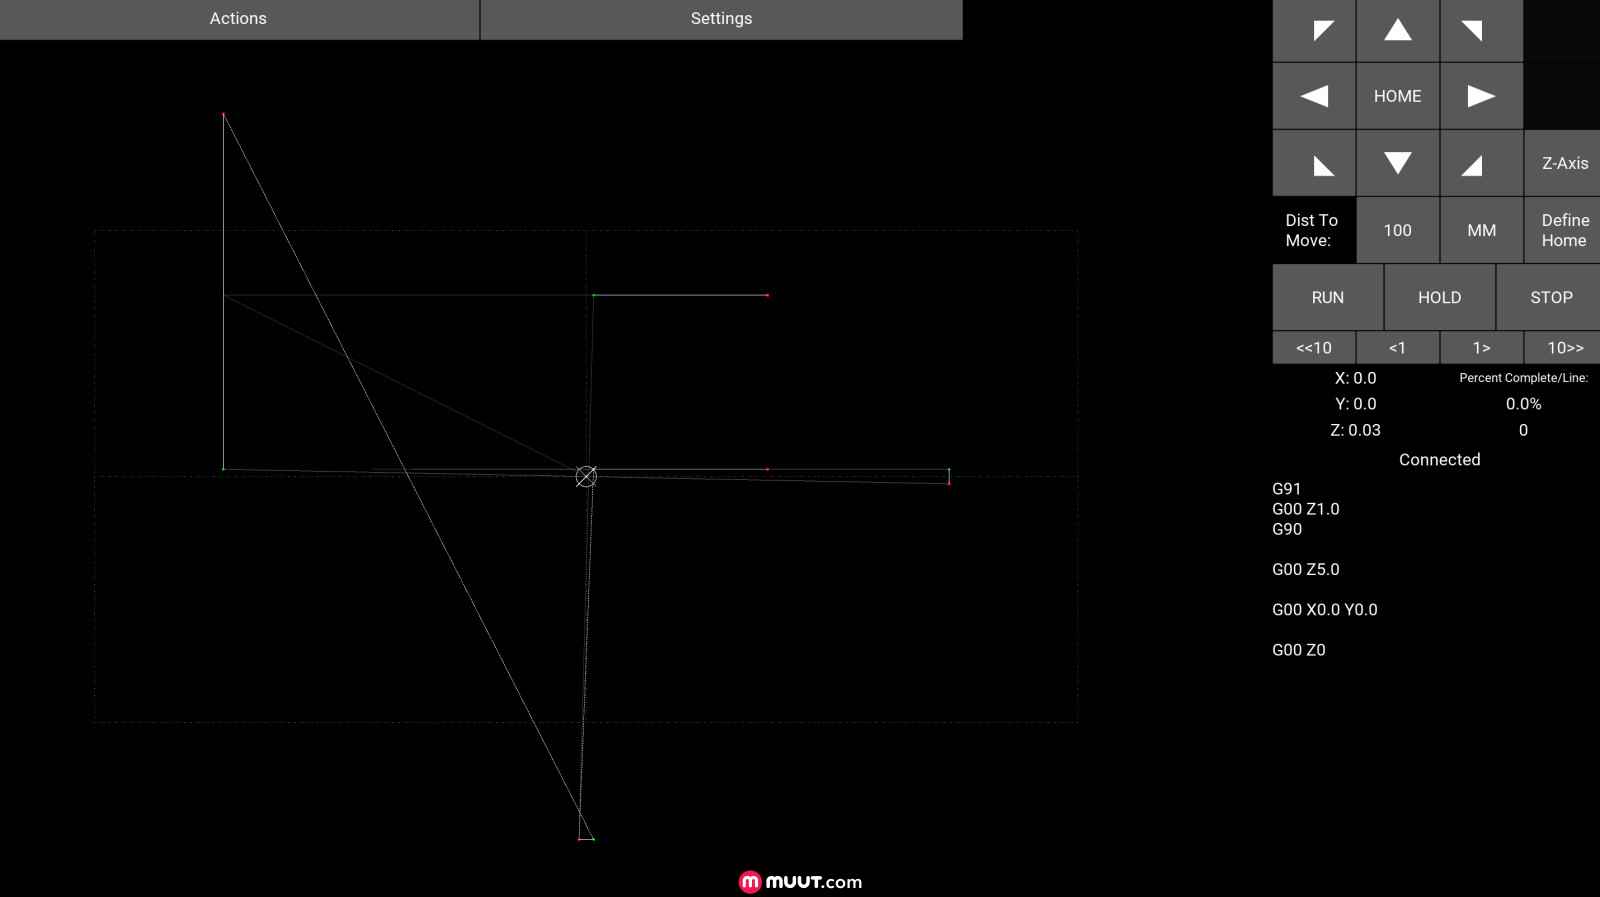 Actions
Settings
HOME
Z-Axis
Dist To
Move:
100
MM
Define
Home
RUN
HOLD
STOP
<<10
<1
1>
10>>
X: 0.0
Percent Complete/Line:
Y: 0.0
0.0%
Z: 0.03
0
Connected
G91
G00 Z1.0
G90
G00 Z5.0
G00 X0.0 Y0.0
G00 Z0
muut.com